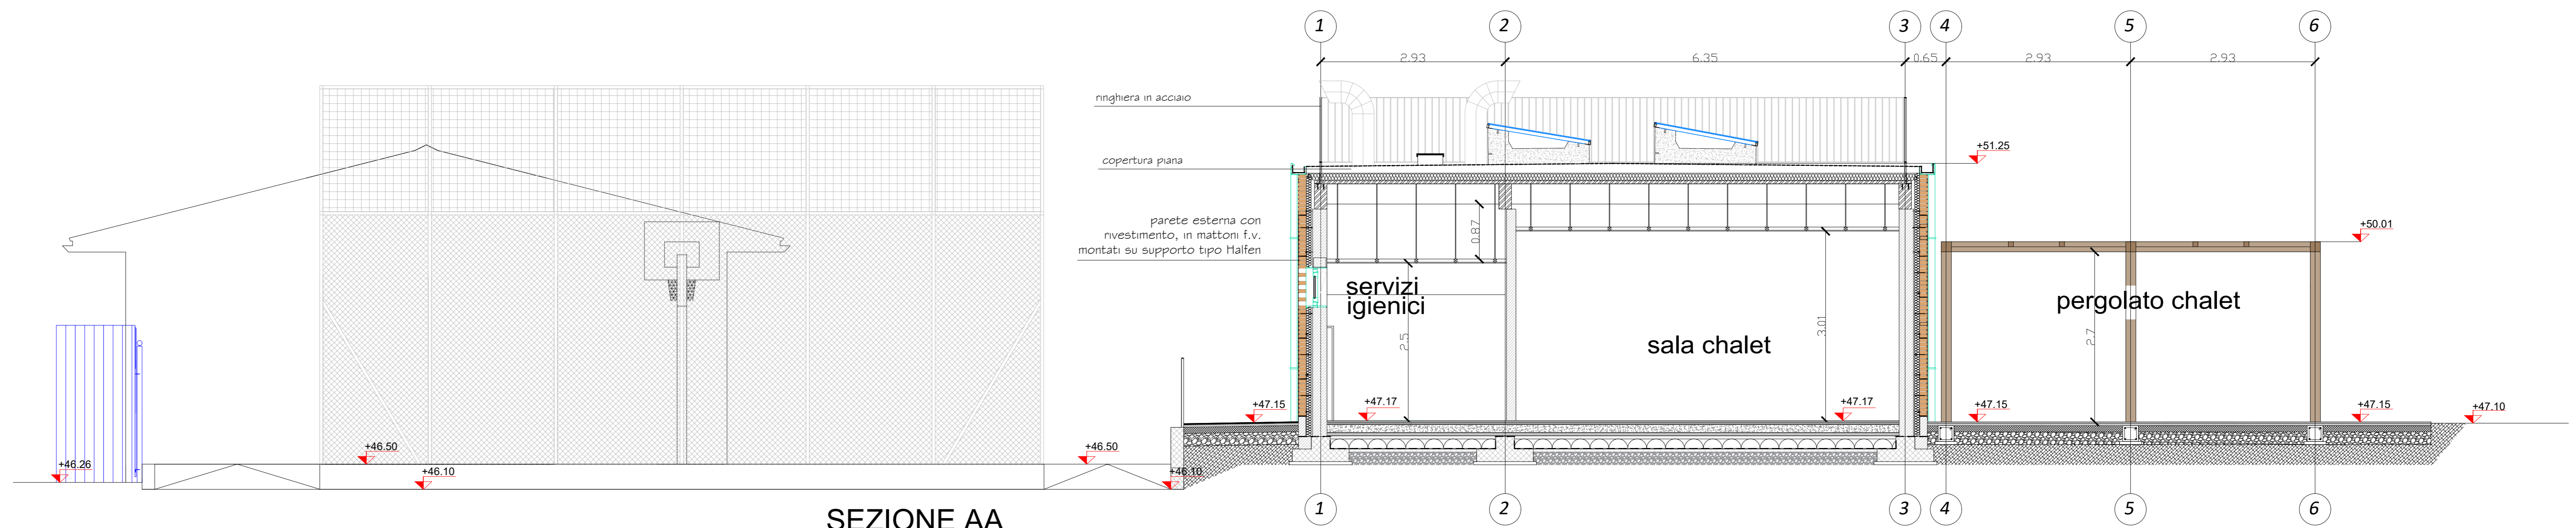 1 2 3 4 5 6
2.93 6.35 0.65 2.93 2.93
ringhiera in acciaio
copertura piana
+51.25
parete esterna con
rivestimento, in mattoni f.v.
montati su supporto tipo Halfen
0.87
+50.01
servizi
igienici
pergolato chalet
sala chalet
2.5
3.01
2.7
+47.15
+47.17
+47.17
+47.15
+47.15
+47.10
+46.50
+46.50
+46.26
+46.10
+46.10
1 2 3 4 5 6
SEZIONE AA